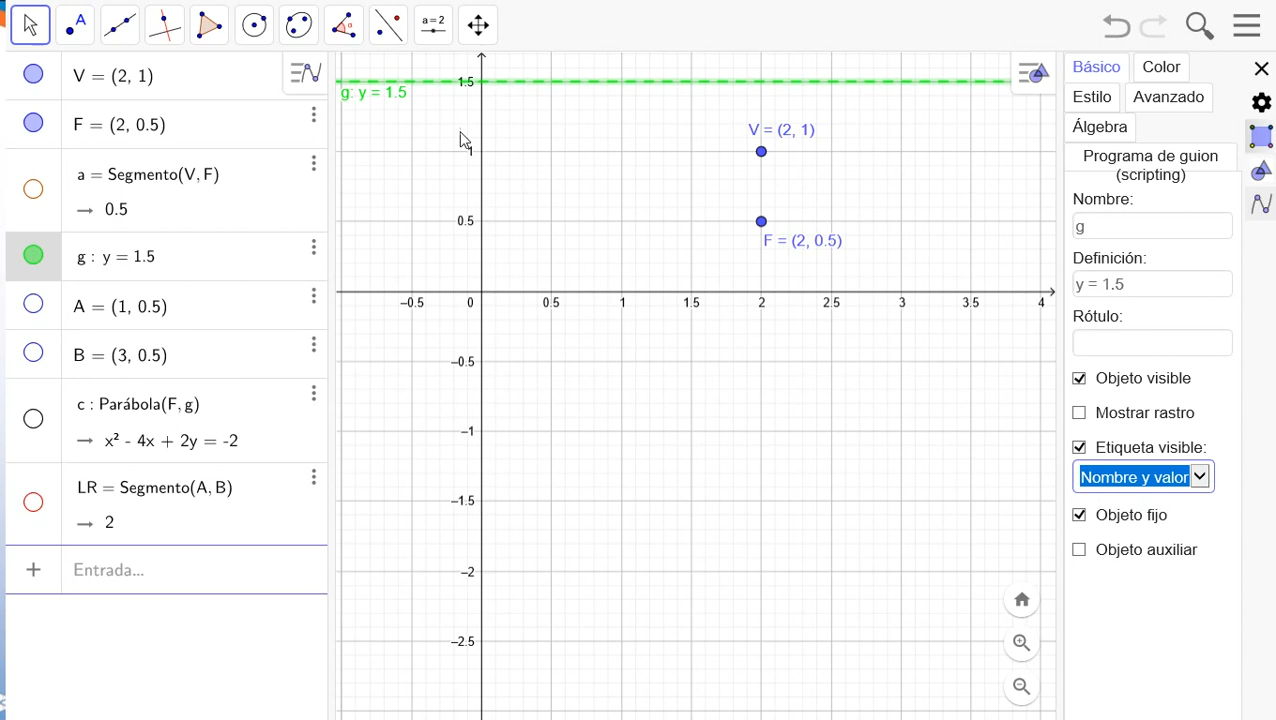 A
α
a=2
V = (2, 1)
F = (2, 0.5)
a = Segmento(V, F)
→ 0.5
g : y = 1.5
A = (1, 0.5)
B = (3, 0.5)
c : Parábola(F, g)
→ x² - 4x + 2y = -2
LR = Segmento(A, B)
→ 2
+ Entrada...
1.5
g: y = 1.5
V = (2, 1)
1
0.5
F = (2, 0.5)
−0.5 0 0.5 1 1.5 2 2.5 3 3.5 4
−0.5
−1
−1.5
−2
−2.5
Básico Color
Estilo Avanzado
Álgebra
Programa de guion
(scripting)
Nombre:
g
Definición:
y = 1.5
Rótulo:
Objeto visible
Mostrar rastro
Etiqueta visible:
Nombre y valor
Objeto fijo
Objeto auxiliar